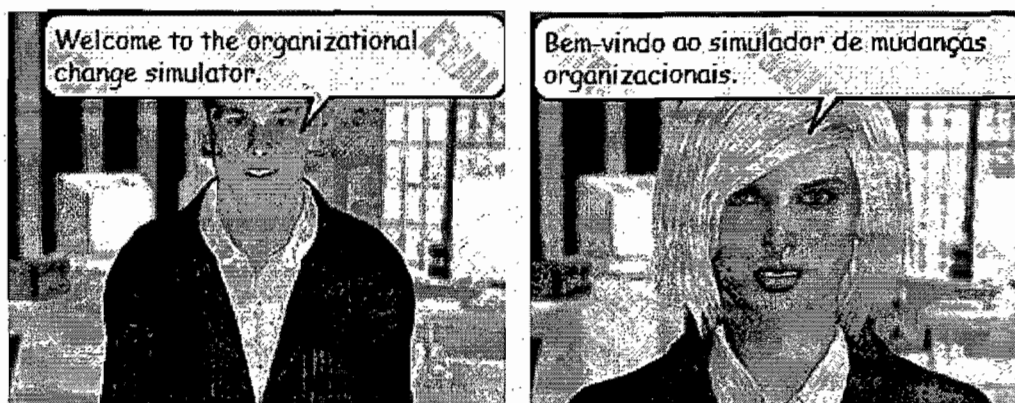 Welcome to the organizational
change simulator.
Bem-vindo ao simulador de mudanças
organizacionais.